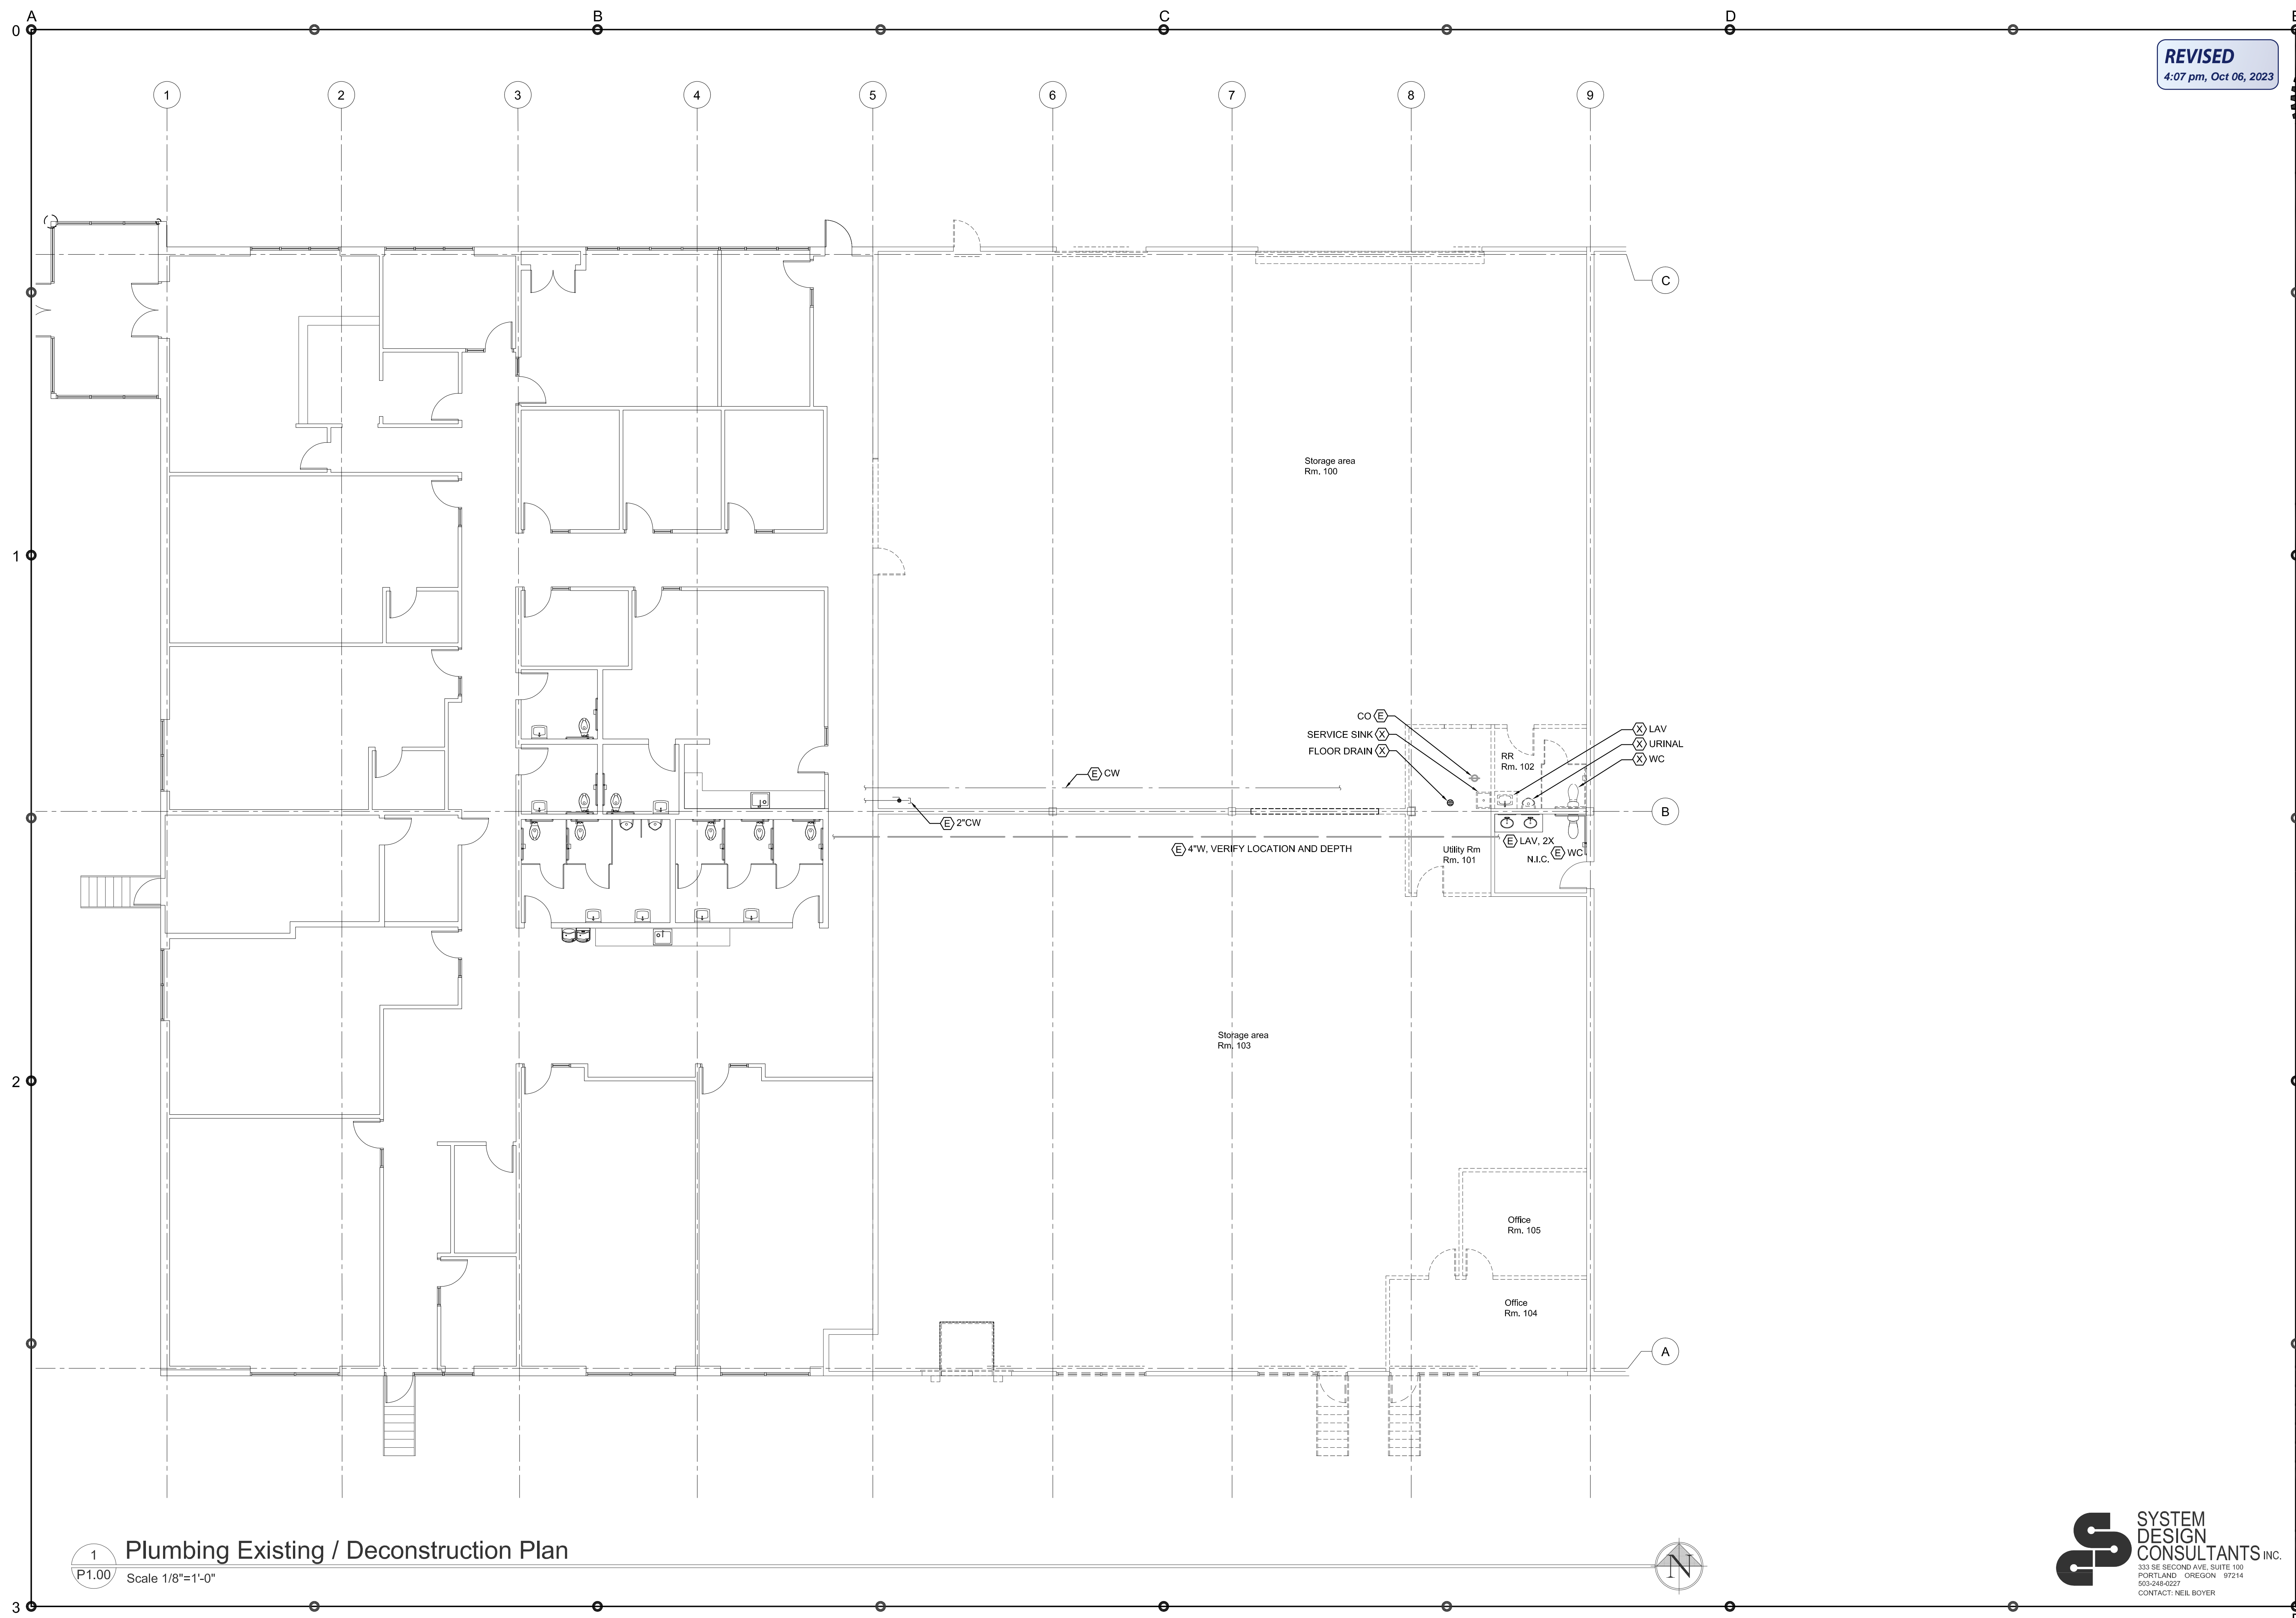 A
B
C
D
E
0
REVISED
4:07 pm, Oct 06, 2023
1
2
3
4
5
6
7
8
9
C
Storage area
Rm. 100
1
CO E
SERVICE SINK X
FLOOR DRAIN X
X LAV
X URINAL
X WC
RR
Rm. 102
E CW
E 2"CW
B
E 4"W, VERIFY LOCATION AND DEPTH
Utility Rm
Rm. 101
E LAV, 2X
E WC
N.I.C.
Storage area
Rm. 103
2
Office
Rm. 105
Office
Rm. 104
A
1
P1.00
Plumbing Existing / Deconstruction Plan
Scale 1/8"=1'-0"
N
SYSTEM
DESIGN
CONSULTANTS INC.
333 SE SECOND AVE, SUITE 100
PORTLAND OREGON 97214
503-248-0227
CONTACT: NEIL BOYER
3